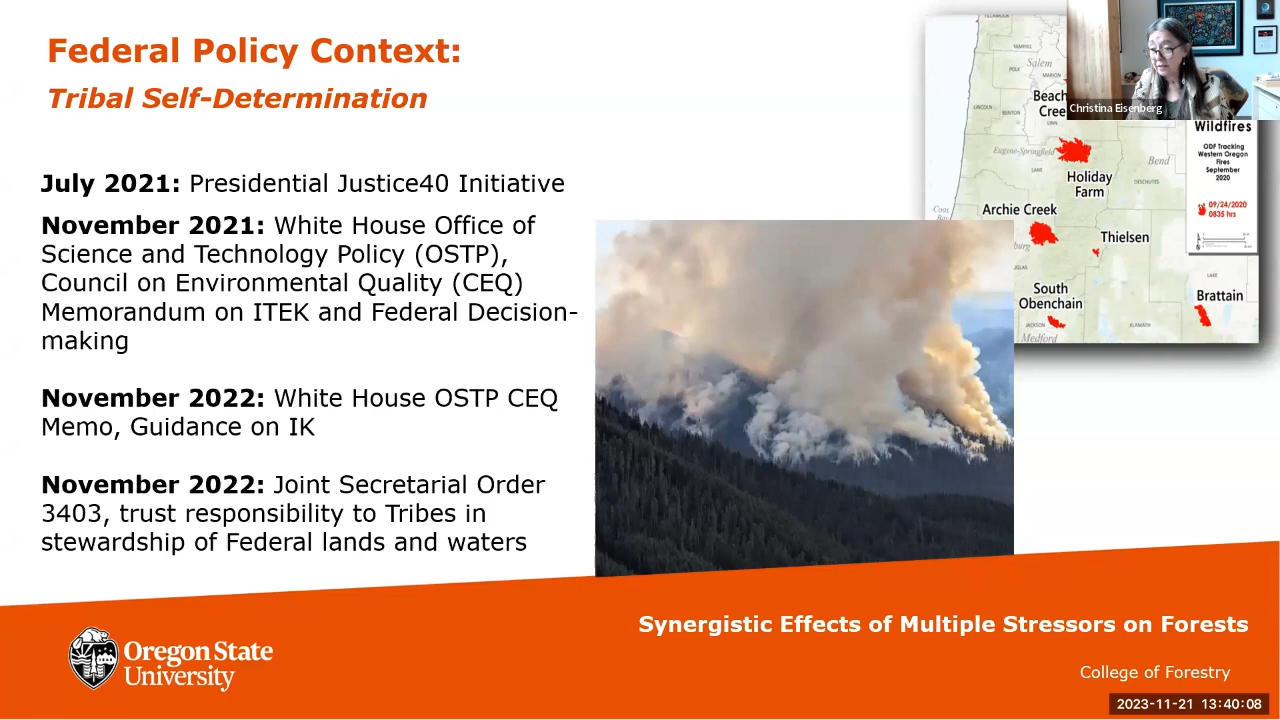 Federal Policy Context:
Tribal Self-Determination
July 2021: Presidential Justice40 Initiative
November 2021: White House Office of
Science and Technology Policy (OSTP),
Council on Environmental Quality (CEQ)
Memorandum on ITEK and Federal Decision-
making
November 2022: White House OSTP CEQ
Memo, Guidance on IK
November 2022: Joint Secretarial Order
3403, trust responsibility to Tribes in
stewardship of Federal lands and waters
TILLAMOOK
YAMHILL
Salem
POLK
MARION
LINCOLN
BENTON
Beach
Cree
LINN
Eugene-Springfield
LANE
Holiday
Farm
Bend
DESCHUTES
Coos
Archie Creek
burg
Thielsen
South
Obenchain
JACKSON
Medford
KLAMATH
LAKE
Brattain
Wildfires
ODF Tracking
Western Oregon
Fires
September
2020
09/24/2020
0835 hrs
Christina Eisenberg
Synergistic Effects of Multiple Stressors on Forests
Oregon State
University
College of Forestry
2023-11-21 13:40:08